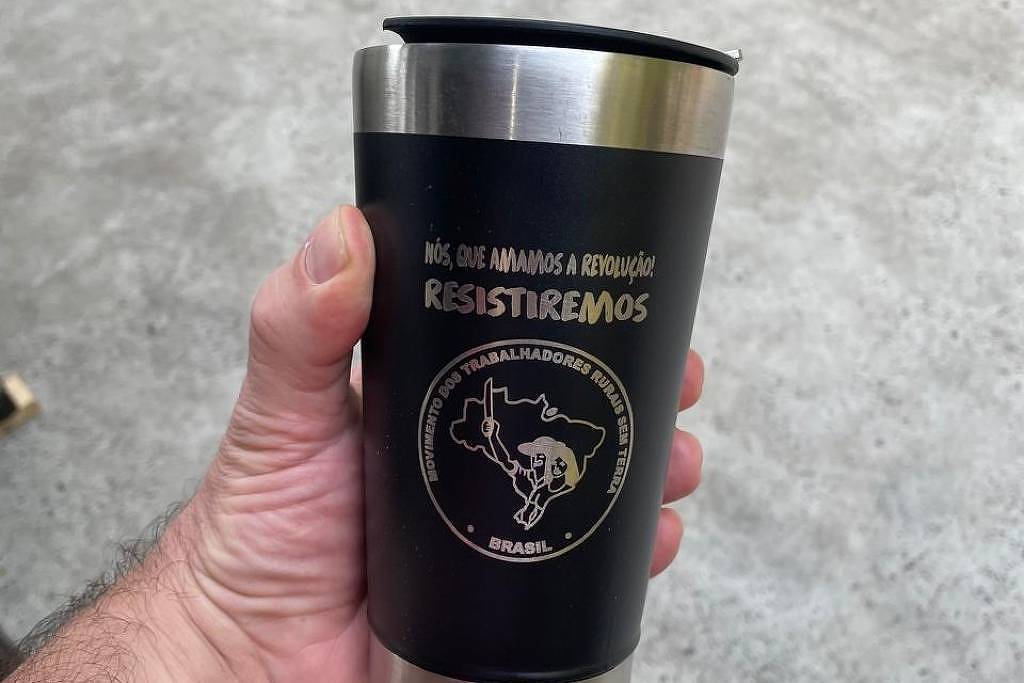 NÓS, QUE AMAMOS A REVOLUÇÃO!
RESISTIREMOS
MOVIMENTO DOS TRABALHADORES RURAIS SEM TERRA
• BRASIL •